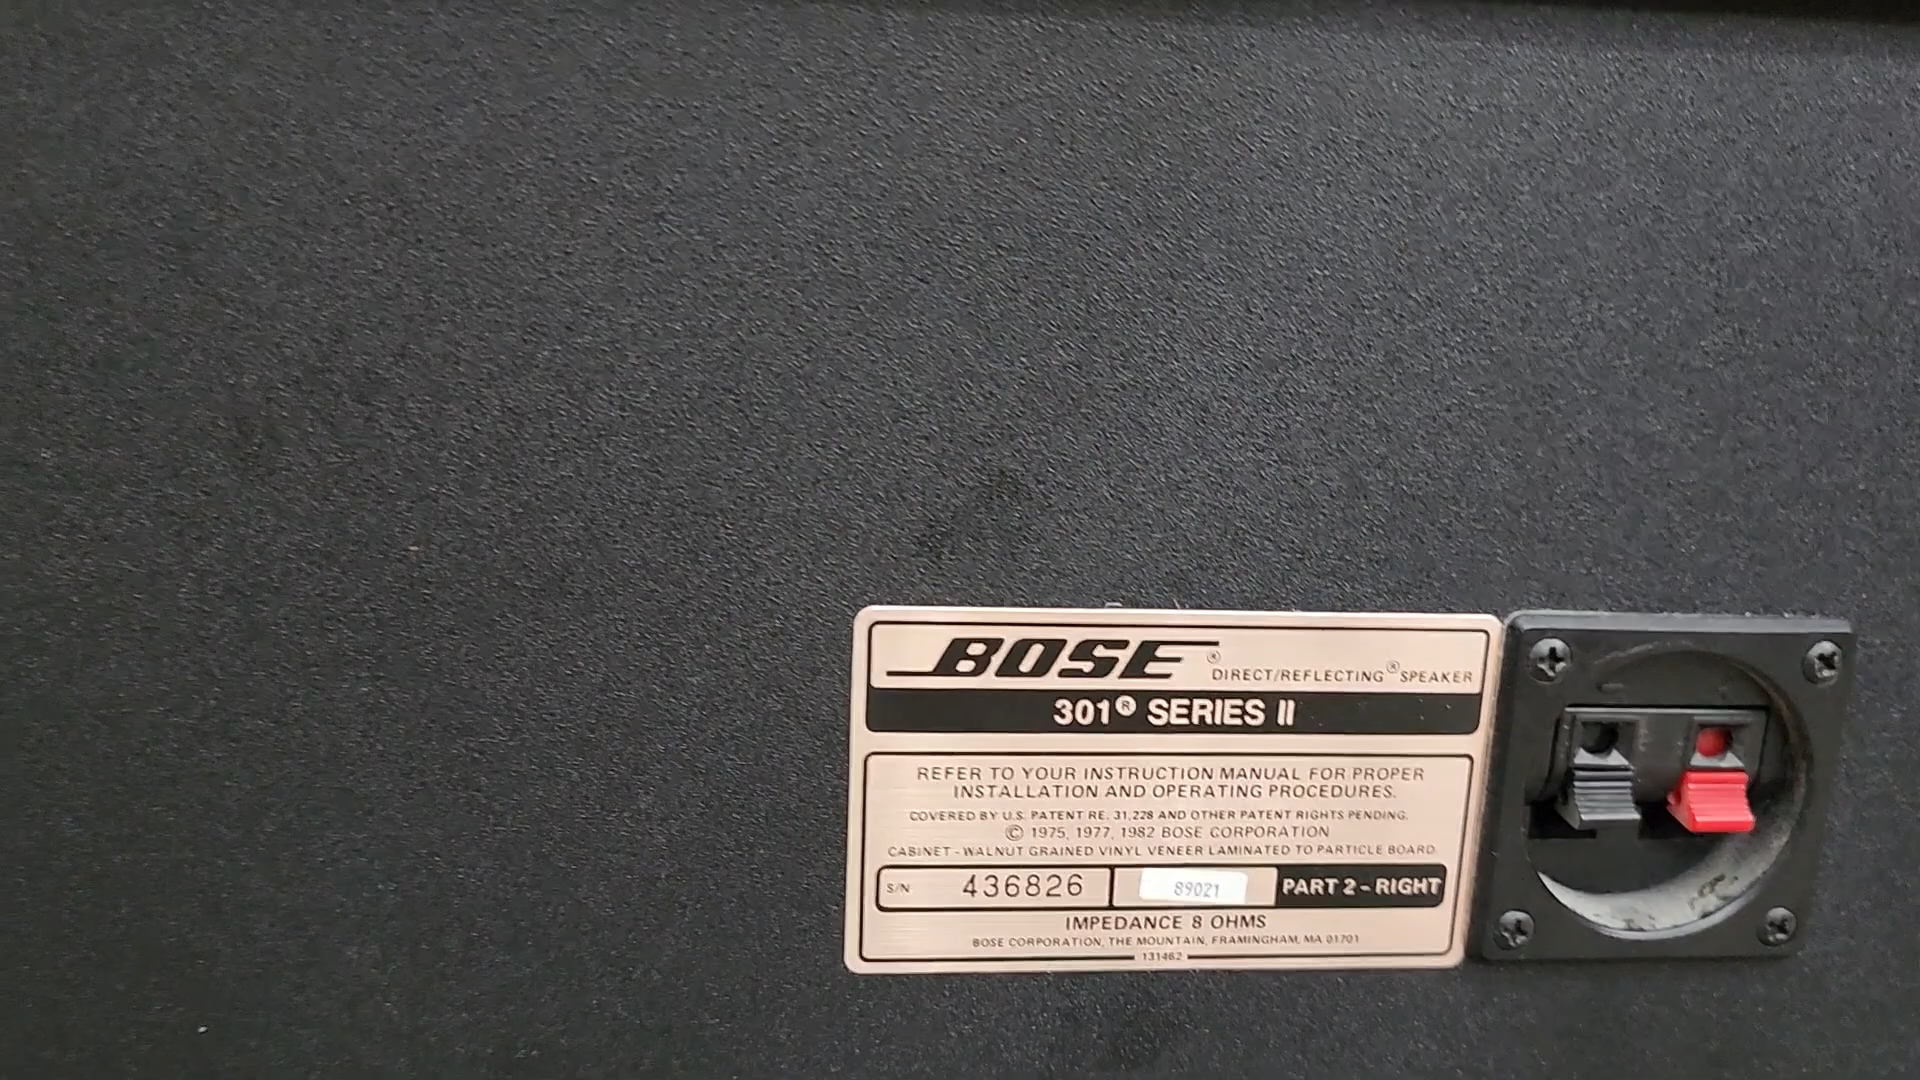 BOSE® DIRECT/REFLECTING® SPEAKER
301® SERIES II
REFER TO YOUR INSTRUCTION MANUAL FOR PROPER
INSTALLATION AND OPERATING PROCEDURES.
COVERED BY U.S. PATENT RE. 31,228 AND OTHER PATENT RIGHTS PENDING.
© 1975, 1977, 1982 BOSE CORPORATION
CABINET - WALNUT GRAINED VINYL VENEER LAMINATED TO PARTICLE BOARD.
S/N 436826 89021 PART 2 - RIGHT
IMPEDANCE 8 OHMS
BOSE CORPORATION, THE MOUNTAIN, FRAMINGHAM, MA 01701
131462